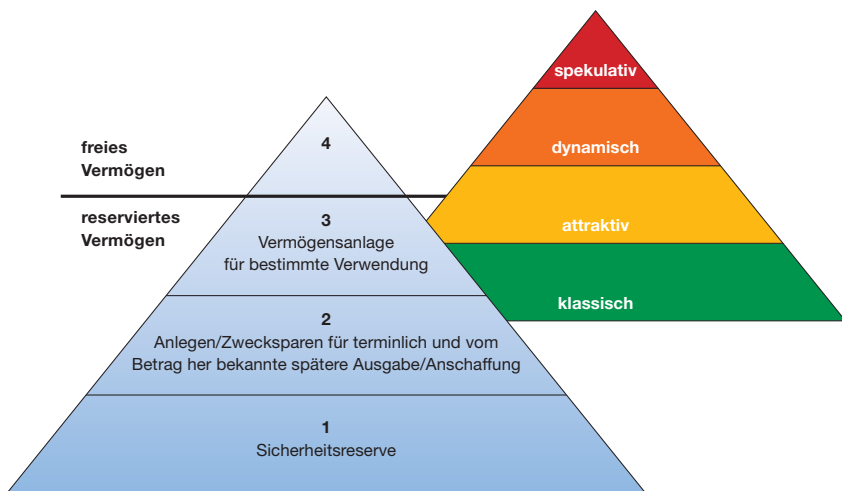 spekulativ
dynamisch
attraktiv
klassisch
freies
Vermögen
reserviertes
Vermögen
4
3
Vermögensanlage
für bestimmte Verwendung
2
Anlegen/Zwecksparen für terminlich und vom
Betrag her bekannte spätere Ausgabe/Anschaffung
1
Sicherheitsreserve